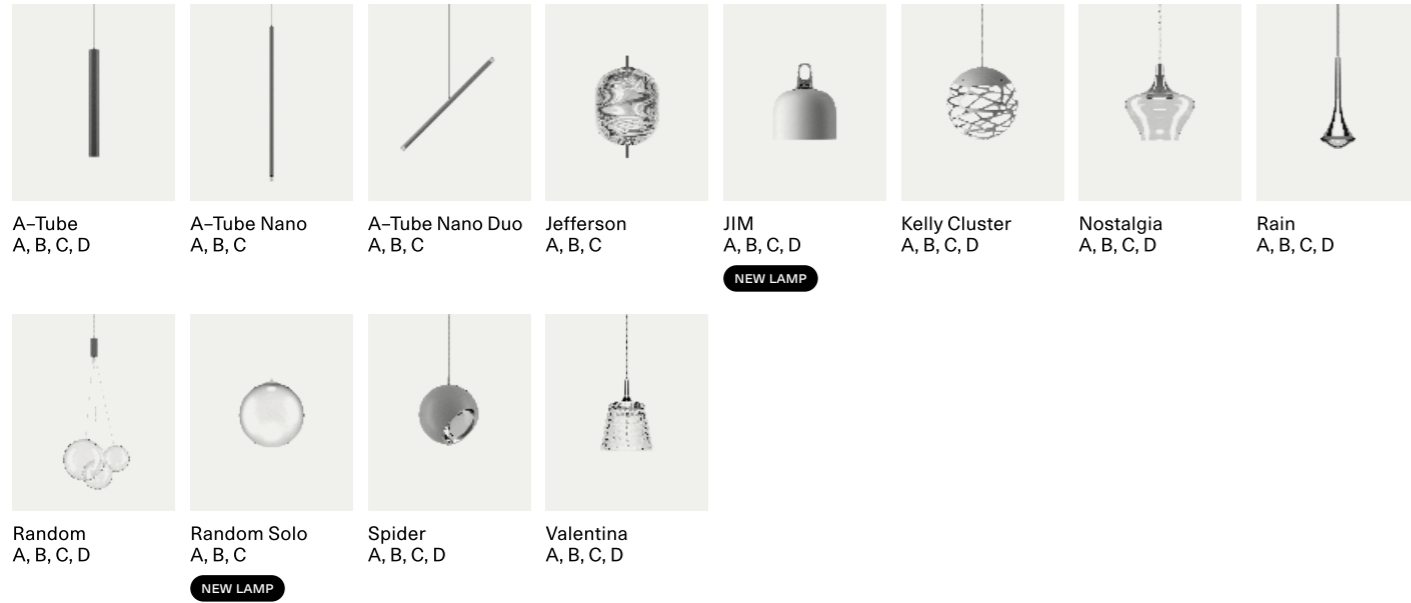 A–Tube
A, B, C, D
A–Tube Nano
A, B, C
A–Tube Nano Duo
A, B, C
Jefferson
A, B, C
JIM
A, B, C, D
NEW LAMP
Kelly Cluster
A, B, C, D
Nostalgia
A, B, C, D
Rain
A, B, C, D
Random
A, B, C, D
Random Solo
A, B, C
NEW LAMP
Spider
A, B, C, D
Valentina
A, B, C, D